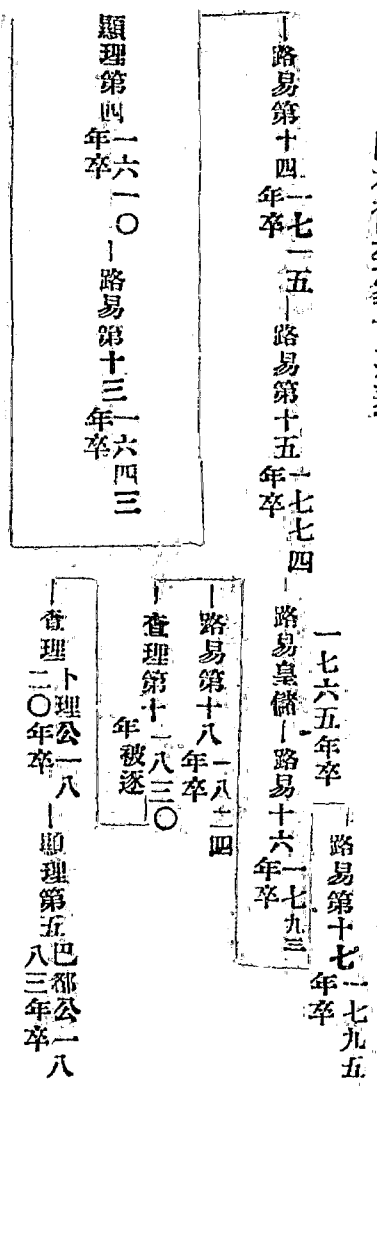 路易第十七一七九五年卒
一七六五年卒
路易第十四一七一五年卒
路易第十五一七七四年卒
路易皇儲
路易十六一七九三年卒
路易第十八一八二四年卒
查理第十一八三〇年被逐
顯理第四一六一〇年卒
路易第十三一六四三年卒
查理卜理公一八二〇年卒
顯理第五巴都公一八八三年卒